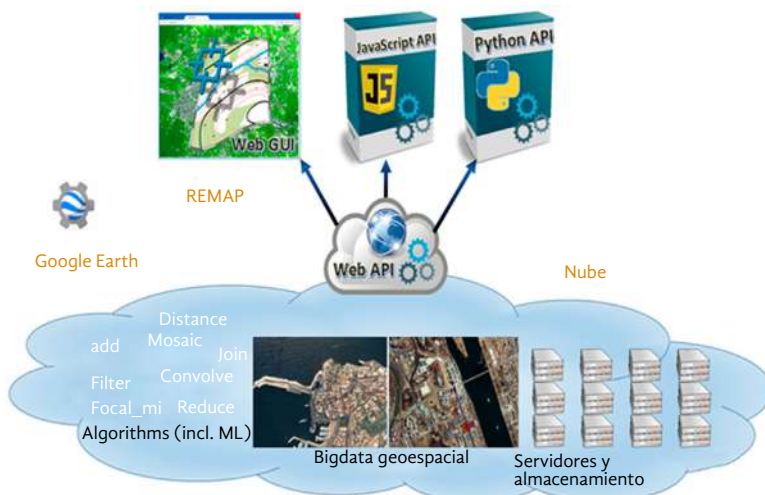 JavaScript API
JS
Python API
Web GUI
REMAP
Google Earth
Web API
Nube
Distance
add
Mosaic
Join
Filter
Convolve
Focal_mi
Reduce
Algorithms (incl. ML)
Bigdata geoespacial
Servidores y
almacenamiento